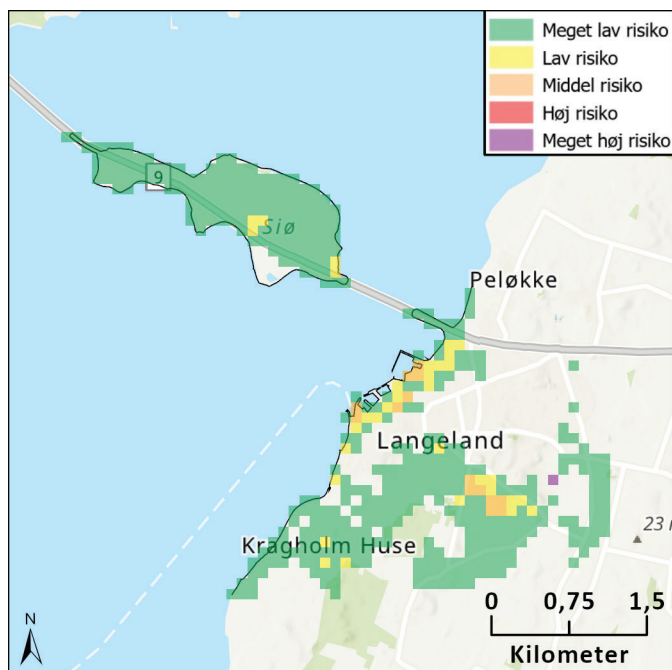 Meget lav risiko
Lav risiko
Middel risiko
Høj risiko
Meget høj risiko
9
Siø
Peløkke
Langeland
Kragholm Huse
23
N
0 0,75 1,5
Kilometer